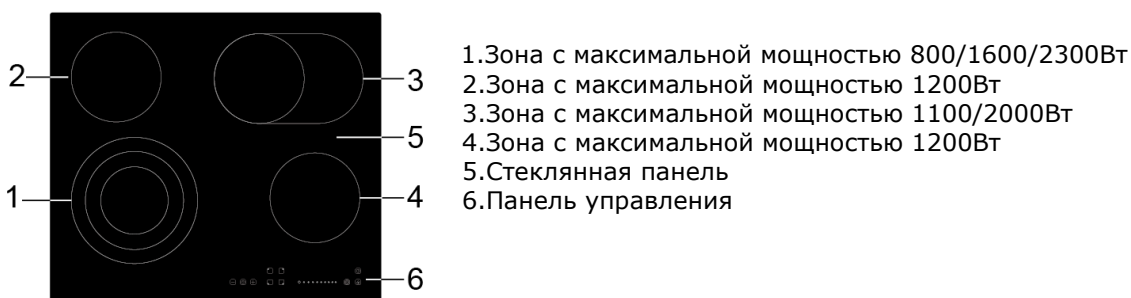 1.Зона с максимальной мощностью 800/1600/2300Вт
2.Зона с максимальной мощностью 1200Вт
3.Зона с максимальной мощностью 1100/2000Вт
4.Зона с максимальной мощностью 1200Вт
5.Стеклянная панель
6.Панель управления
2
3
5
1
4
6